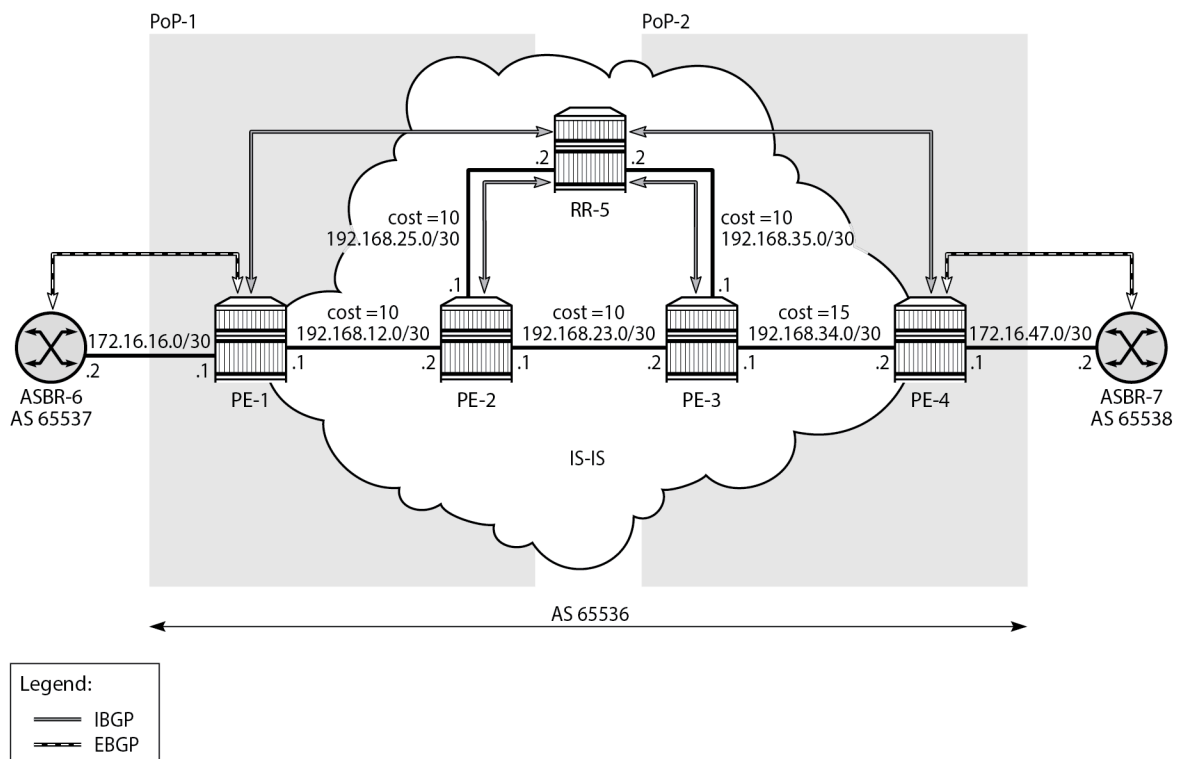 PoP-1
PoP-2
.2
.2
RR-5
cost =10
192.168.25.0/30
cost =10
192.168.35.0/30
.1
.1
172.16.16.0/30
cost =10
192.168.12.0/30
cost =10
192.168.23.0/30
cost =15
192.168.34.0/30
172.16.47.0/30
.2
.1
.1
.2
.1
.2
.1
.2
.1
.2
ASBR-6
AS 65537
PE-1
PE-2
PE-3
PE-4
ASBR-7
AS 65538
IS-IS
AS 65536
Legend:
IBGP
EBGP